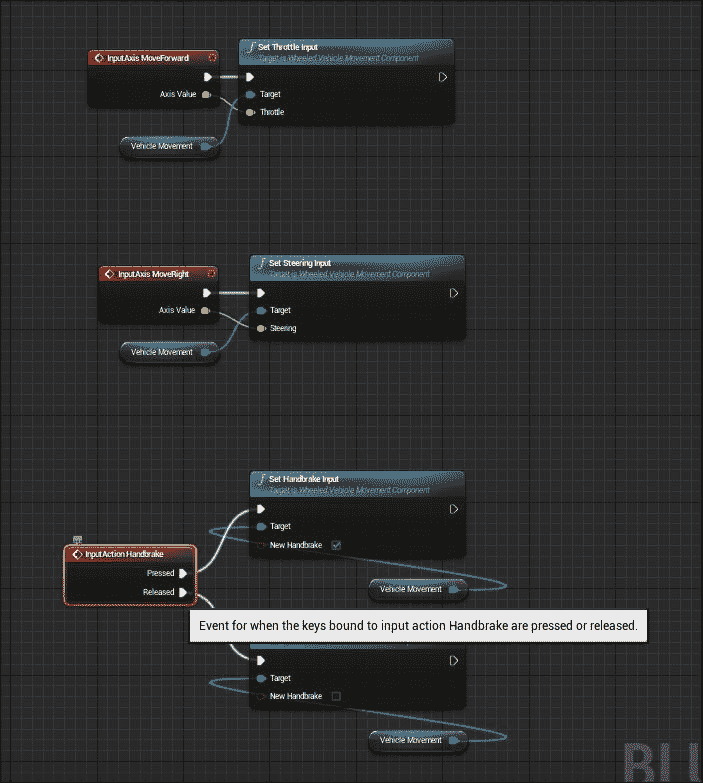 InputAxis MoveForward
Axis Value
Vehicle Movement
Set Throttle Input
Target is Wheeled Vehicle Movement Component
Target
Throttle
InputAxis MoveRight
Axis Value
Vehicle Movement
Set Steering Input
Target is Wheeled Vehicle Movement Component
Target
Steering
Set Handbrake Input
Target is Wheeled Vehicle Movement Component
Target
New Handbrake
InputAction Handbrake
Pressed
Released
Vehicle Movement
Event for when the keys bound to input action Handbrake are pressed or released.
Target
New Handbrake
Vehicle Movement